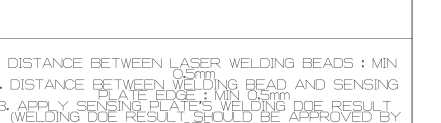 DISTANCE BETWEEN LASER WELDING BEADS : MIN
0.5mm
. DISTANCE BETWEEN WELDING BEAD AND SENSING
PLATE EDGE : MIN 0.5mm
3. APPLY SENSING PLATE'S WELDING DOE RESULT
(WELDING DOE RESULT SHOULD BE APPROVED BY